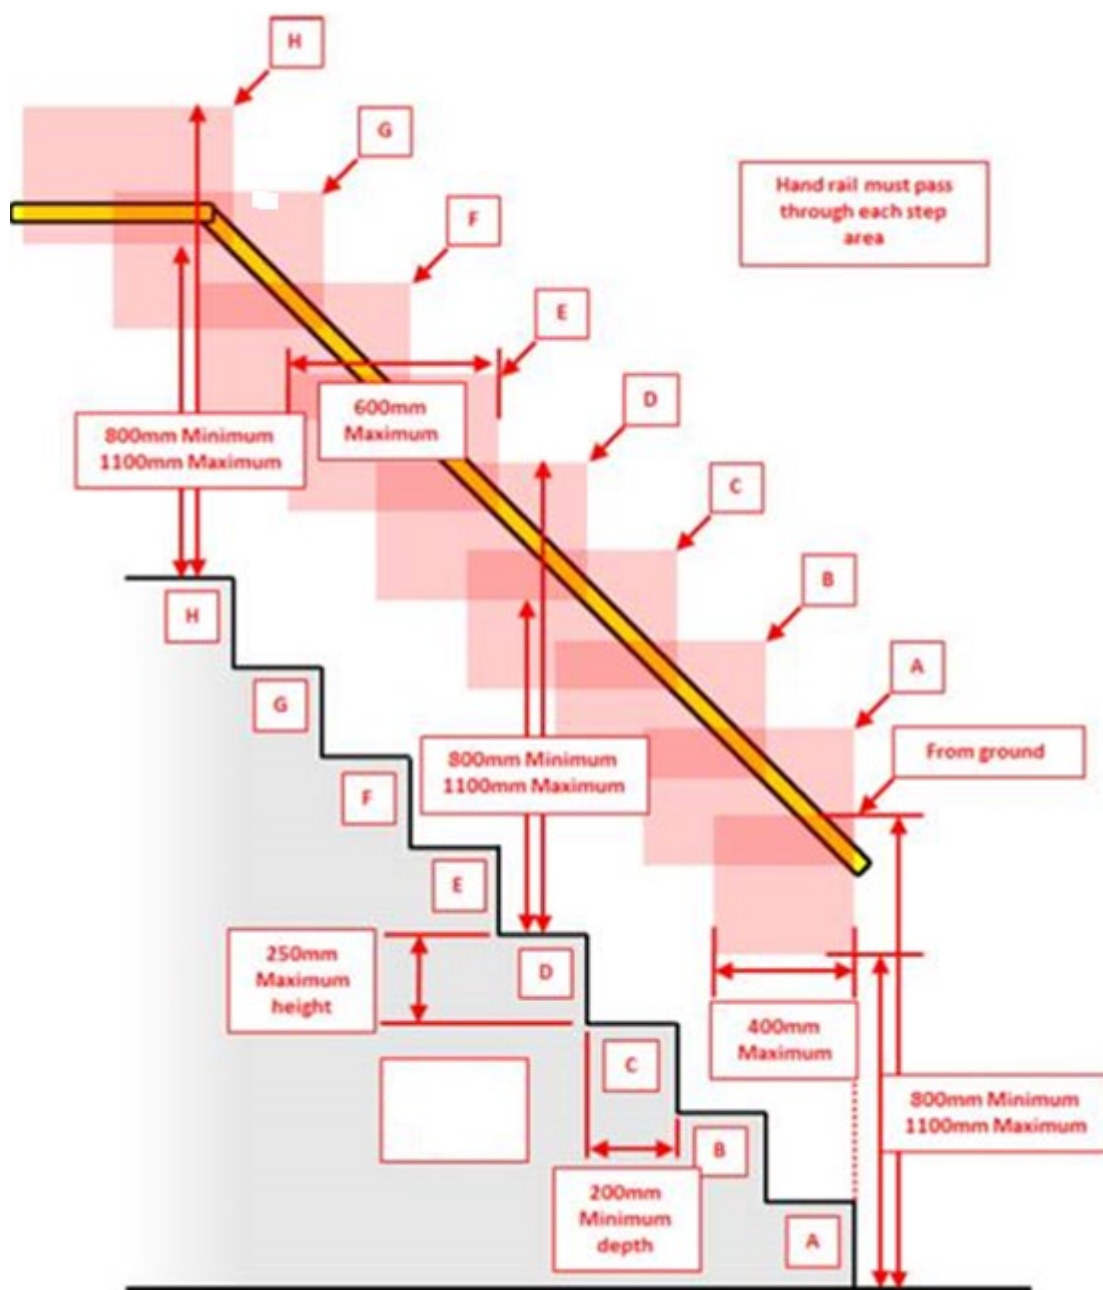 H
G
F
Hand rail must pass
through each step
area
E
D
600mm
Maximum
800mm Minimum
1100mm Maximum
C
B
H
A
G
From ground
800mm Minimum
1100mm Maximum
F
E
250mm
Maximum
height
D
400mm
Maximum
C
800mm Minimum
1100mm Maximum
B
200mm
Minimum
depth
A